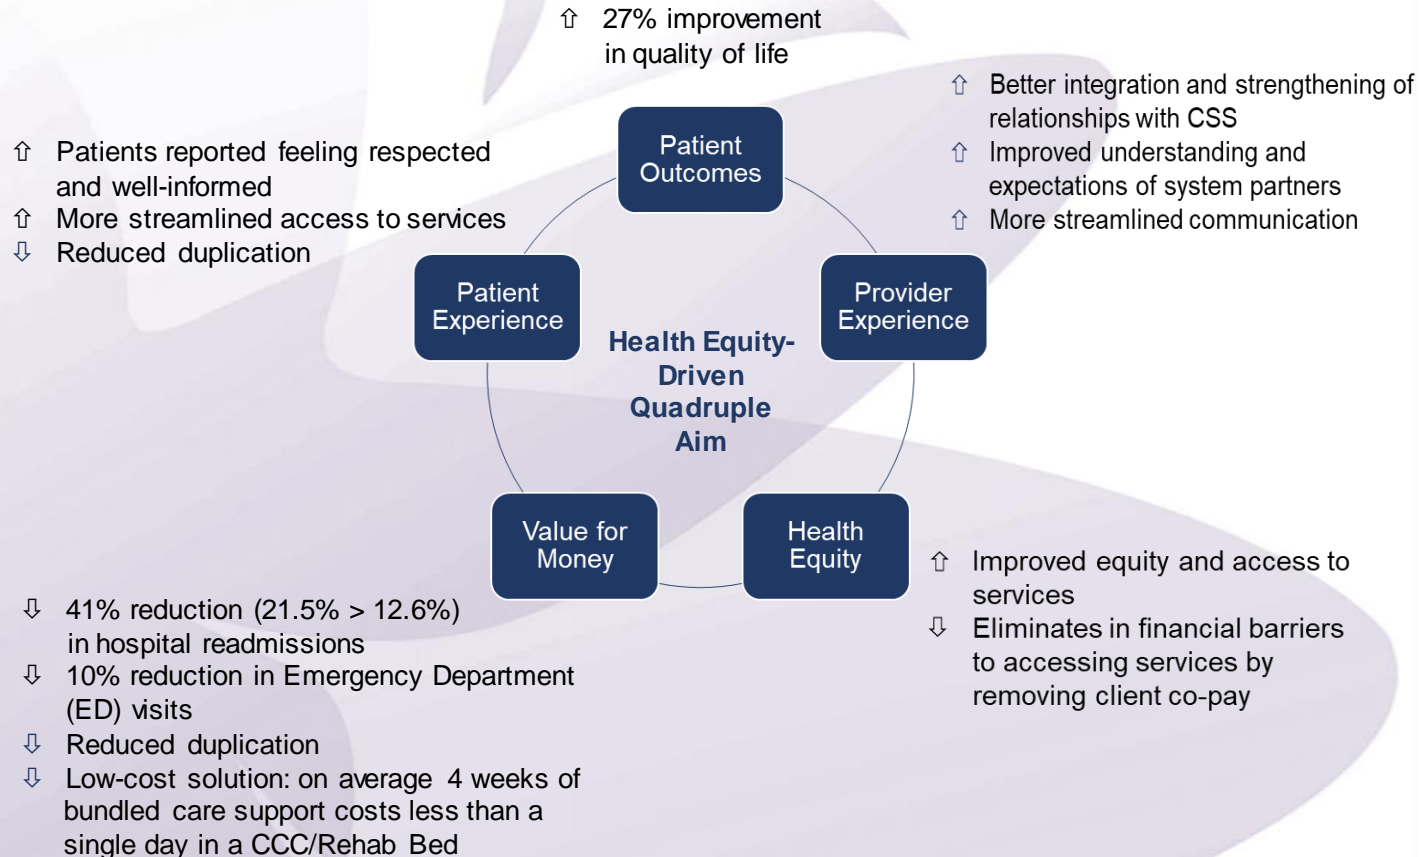 ⇧ 27% improvement
in quality of life
⇧ Better integration and strengthening of
relationships with CSS
⇧ Improved understanding and
expectations of system partners
⇧ More streamlined communication
⇧ Patients reported feeling respected
and well-informed
⇧ More streamlined access to services
⇩ Reduced duplication
Patient
Outcomes
Patient
Experience
Provider
Experience
Health Equity-
Driven
Quadruple
Aim
Value for
Money
Health
Equity
⇧ Improved equity and access to
services
⇩ Eliminates in financial barriers
to accessing services by
removing client co-pay
⇩ 41% reduction (21.5% > 12.6%)
in hospital readmissions
⇩ 10% reduction in Emergency Department
(ED) visits
⇩ Reduced duplication
⇩ Low-cost solution: on average 4 weeks of
bundled care support costs less than a
single day in a CCC/Rehab Bed